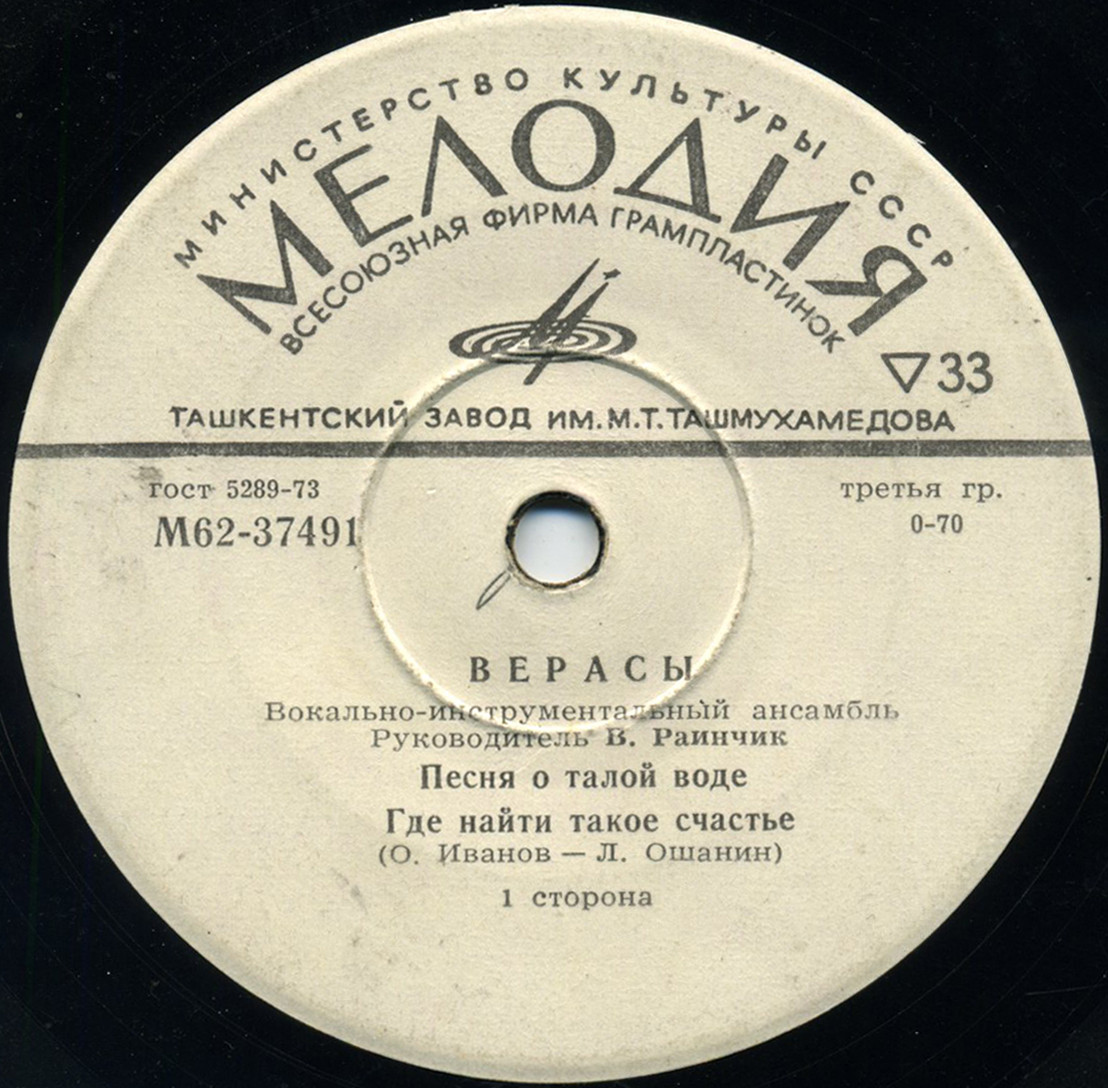 МИНИСТЕРСТВО КУЛЬТУРЫ СССР
МЕЛОДИЯ
ВСЕСОЮЗНАЯ ФИРМА ГРАМПЛАСТИНОК
▽33
ТАШКЕНТСКИЙ ЗАВОД ИМ. М. Т. ТАШМУХАМЕДОВА
гост 5289-73
третья гр.
М62-37491
0-70
ВЕРАСЫ
Вокально-инструментальный ансамбль
Руководитель В. Раинчик
Песня о талой воде
Где найти такое счастье
(О. Иванов — Л. Ошанин)
1 сторона